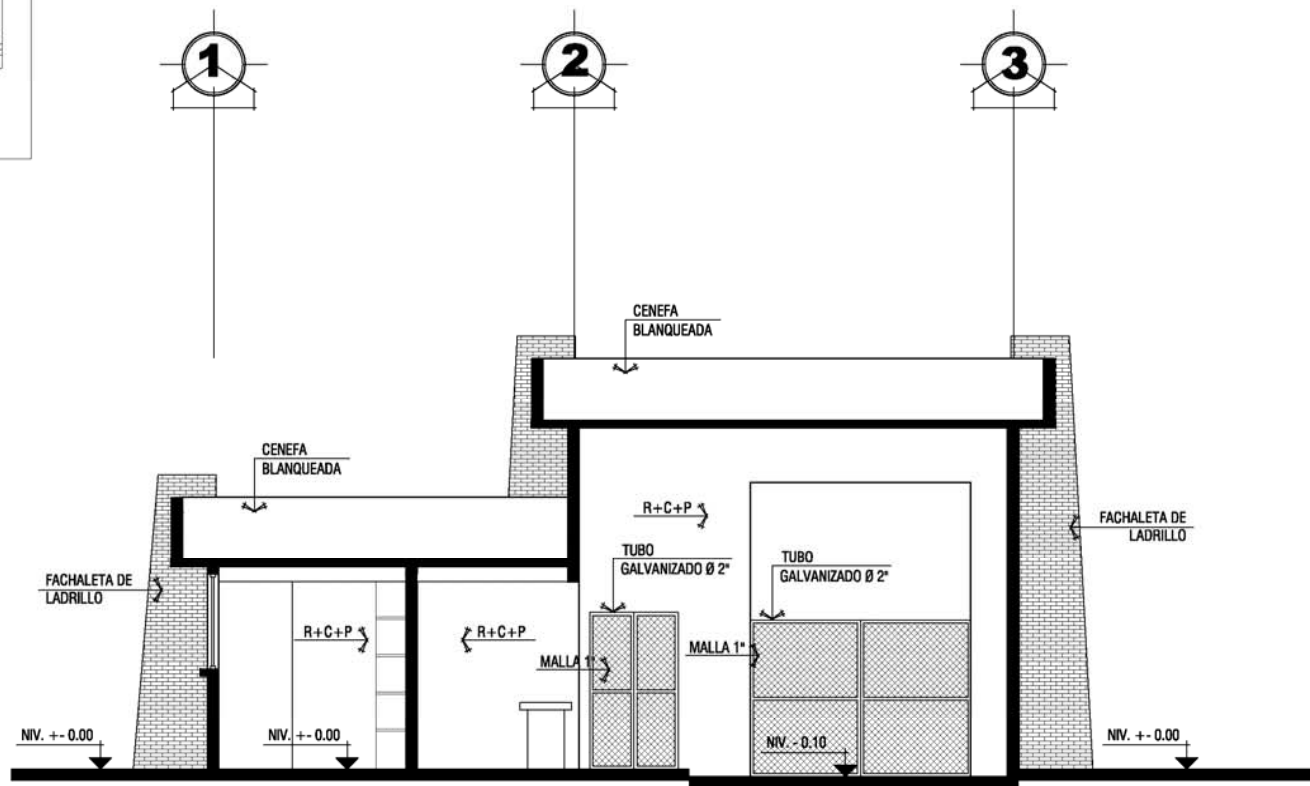 1
2
3
CENEFA
BLANQUEADA
CENEFA
BLANQUEADA
R+C+P
FACHALETA DE
LADRILLO
TUBO
GALVANIZADO Ø 2"
TUBO
GALVANIZADO Ø 2"
FACHALETA DE
LADRILLO
R+C+P
R+C+P
MALLA 1"
MALLA 1"
NIV. +- 0.00
NIV. +- 0.00
NIV. - 0.10
NIV. +- 0.00